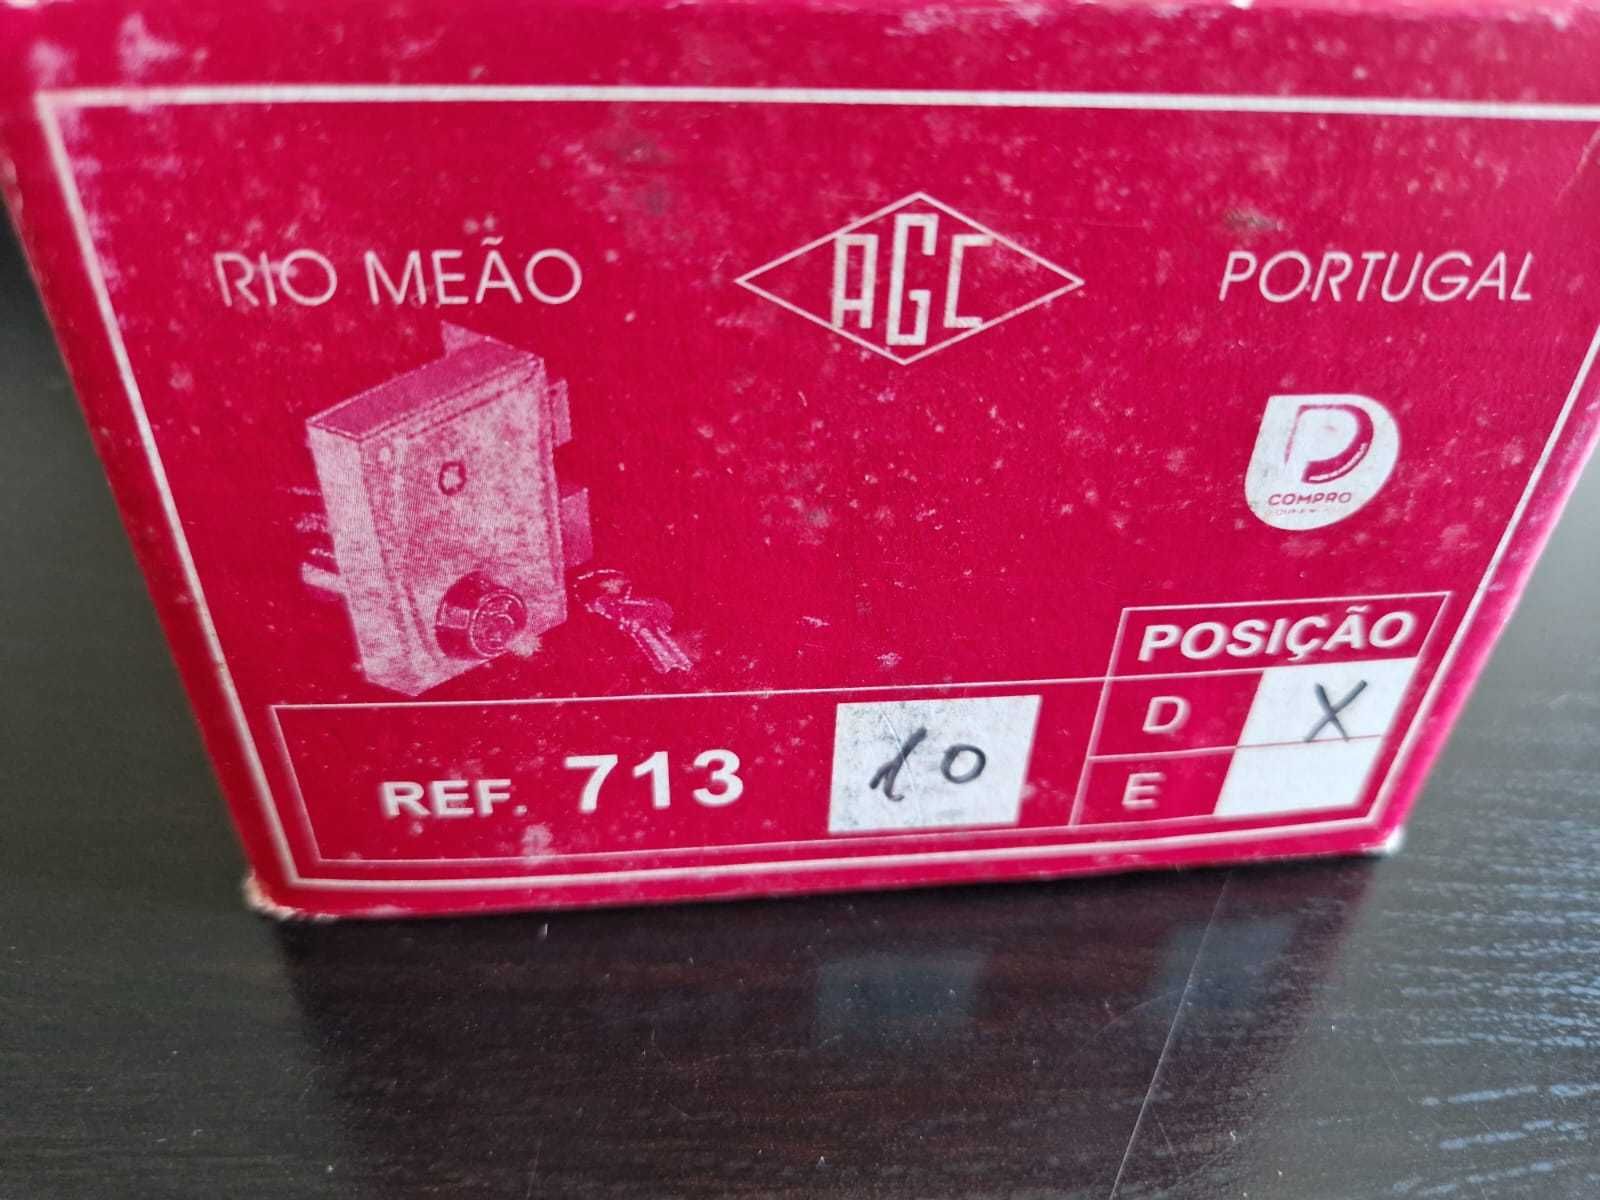 RIO MEÃO
AGC
PORTUGAL
COMPRO
POSIÇÃO
D X
E
REF. 713 10